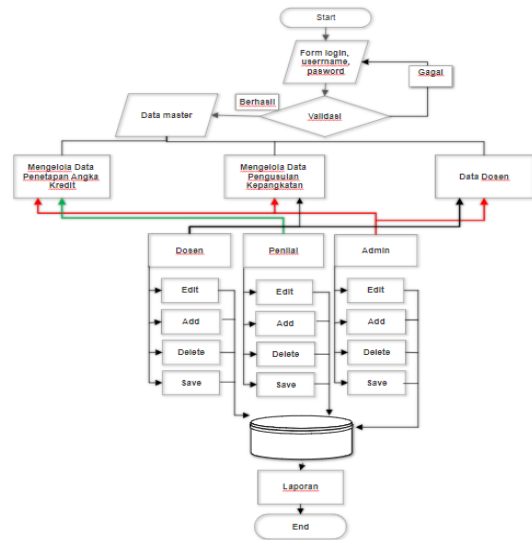 Start
Form login,
username,
pasword
Gagal
Berhasil
Data master
Validasi
Mengelola Data
Penetapan Angka
Kredit
Mengelola Data
Pengusulan
Kepangkatan
Data Dosen
Dosen
Penilai
Admin
Edit
Edit
Edit
Add
Add
Add
Delete
Delete
Delete
Save
Save
Save
Laporan
End